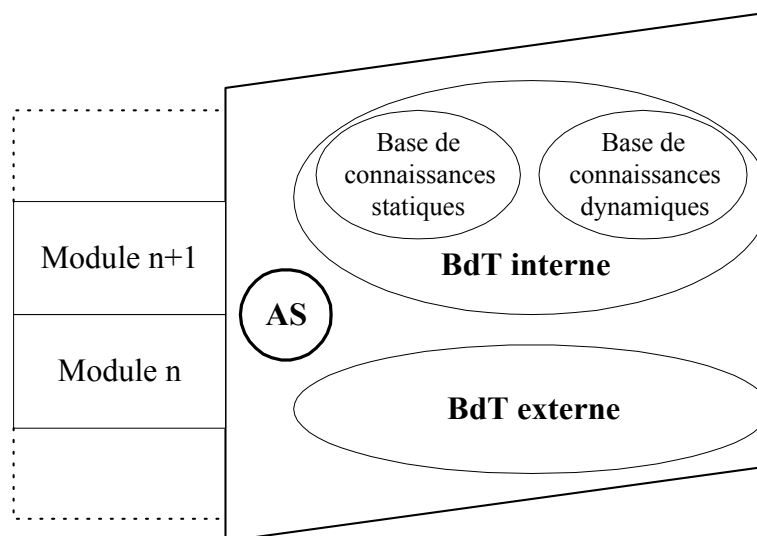 Base de
connaissances
statiques
Base de
connaissances
dynamiques
BdT interne
Module n+1
AS
Module n
BdT externe